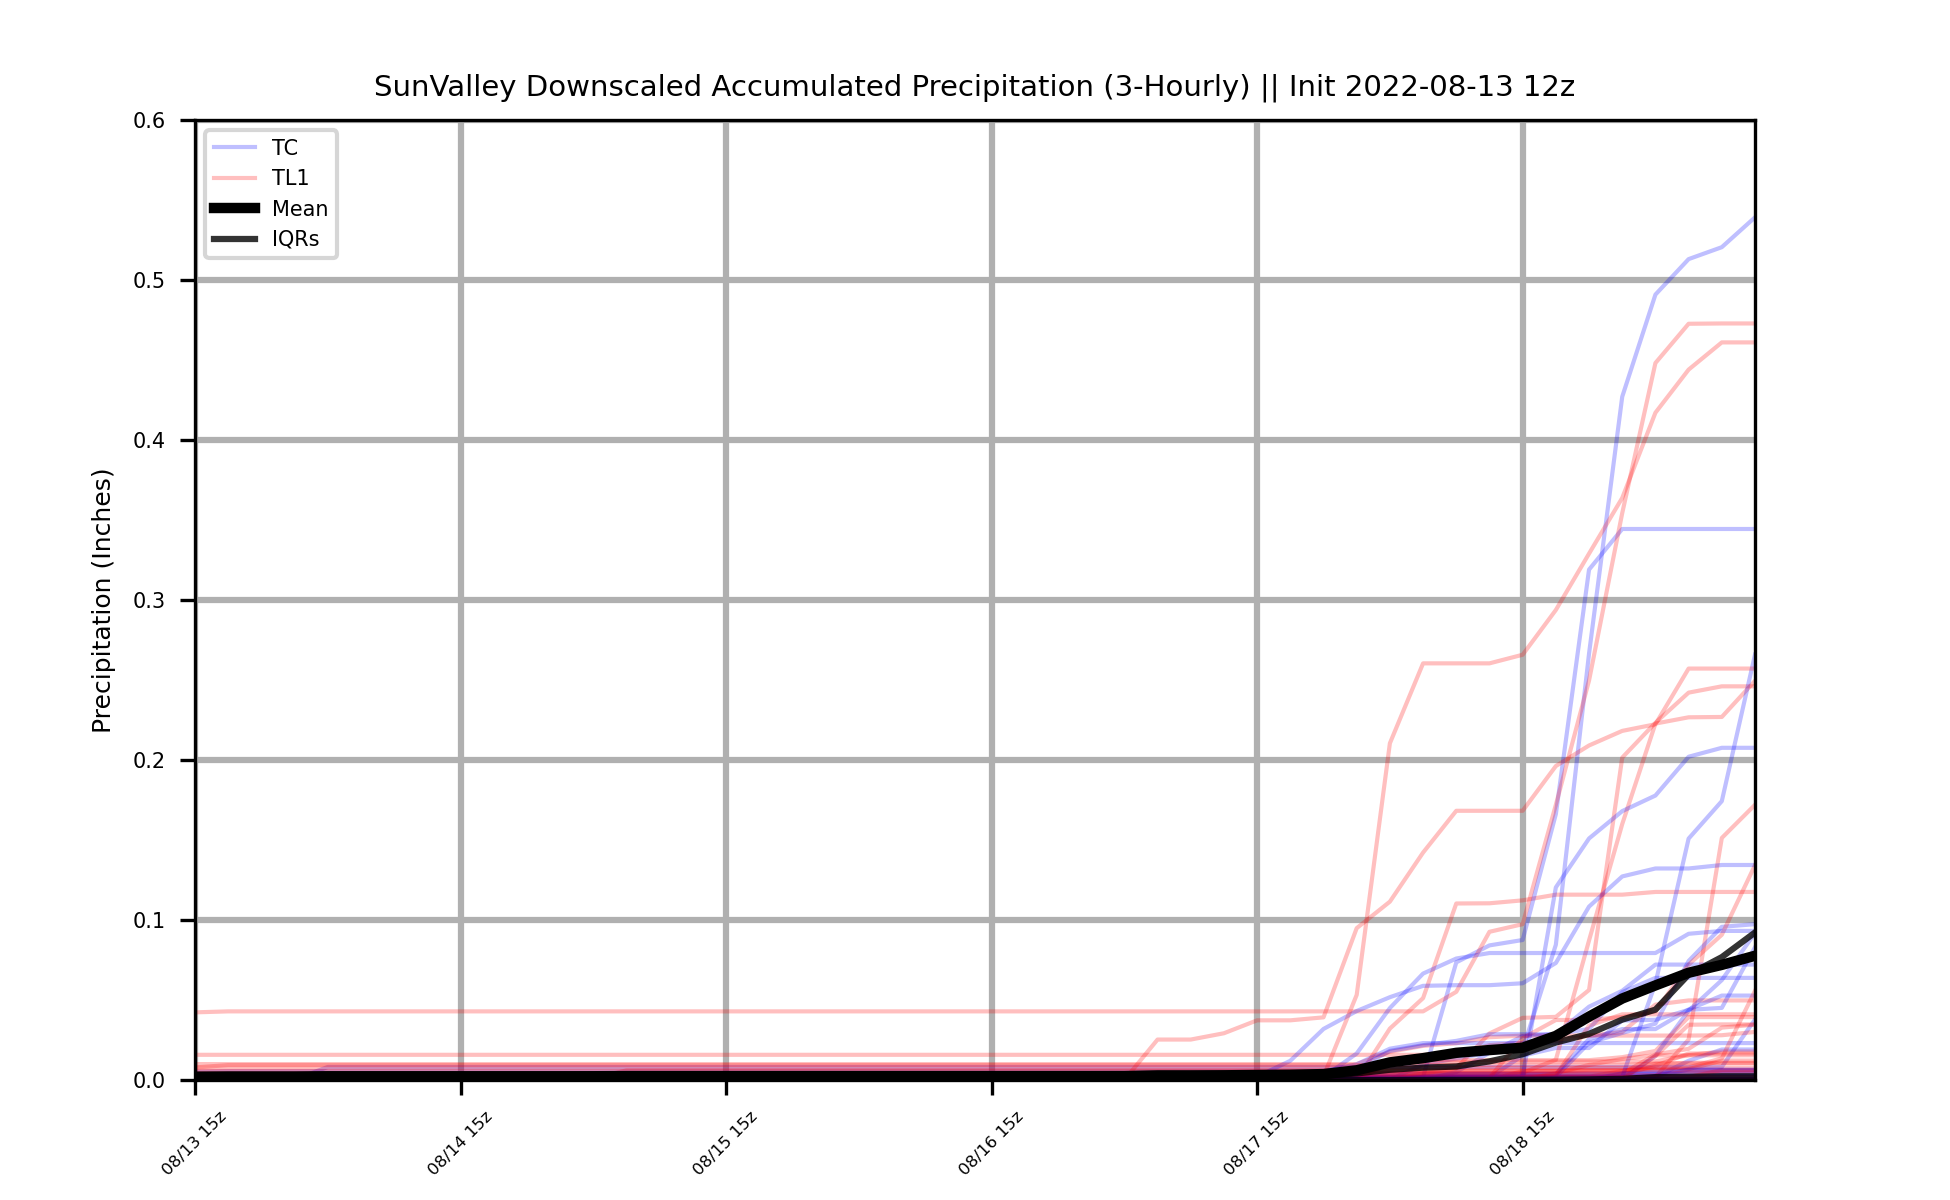 SunValley Downscaled Accumulated Precipitation (3-Hourly) || Init 2022-08-13 12z
TC
TL1
Mean
IQRs
Precipitation (Inches)
0.6
0.5
0.4
0.3
0.2
0.1
0.0
08/13 15z
08/14 15z
08/15 15z
08/16 15z
08/17 15z
08/18 15z